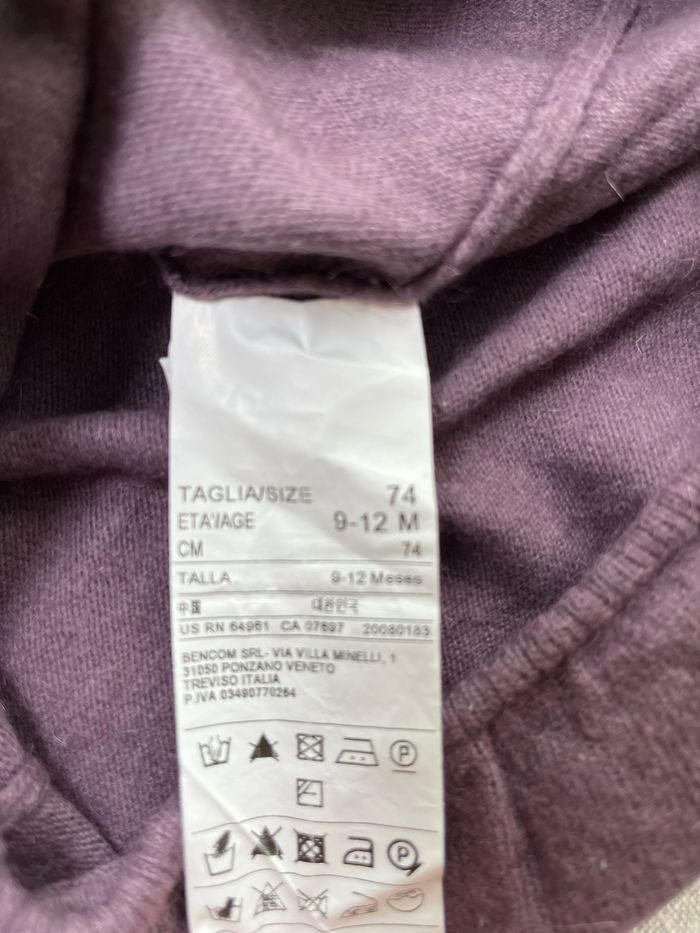 TAGLIA/SIZE 74
ETA'/AGE 9-12 M
CM 74
TALLA 9-12 Meses
中国 대한민국
US RN 64961 CA 07697 20080183
BENCOM SRL- VIA VILLA MINELLI, 1
31050 PONZANO VENETO
TREVISO ITALIA
P.IVA 03490770264
P
P